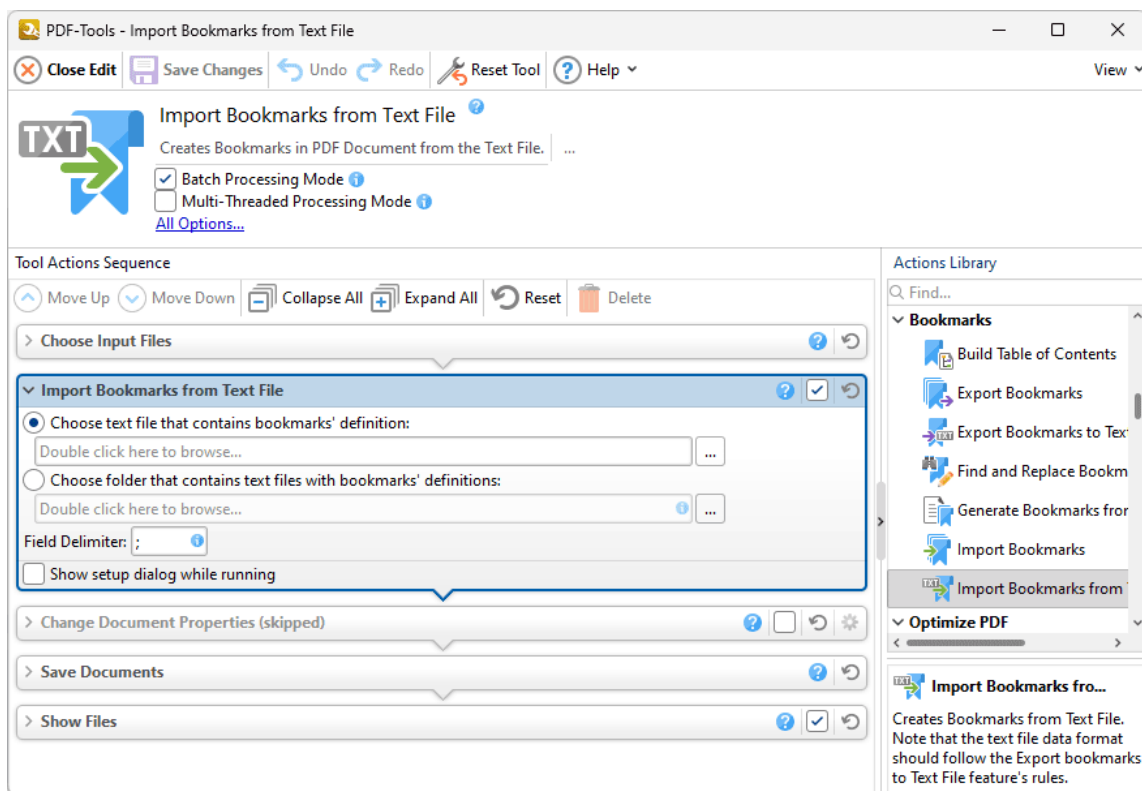 PDF-Tools - Import Bookmarks from Text File
Close Edit Save Changes Undo Redo Reset Tool ? Help View
TXT
Import Bookmarks from Text File ?
Creates Bookmarks in PDF Document from the Text File. ...
Batch Processing Mode i
Multi-Threaded Processing Mode i
All Options...
Tool Actions Sequence
Move Up Move Down Collapse All Expand All Reset Delete
Choose Input Files ?
Import Bookmarks from Text File ?
Choose text file that contains bookmarks' definition:
Double click here to browse... ...
Choose folder that contains text files with bookmarks' definitions:
Double click here to browse... i ...
Field Delimiter: ; i
Show setup dialog while running
Change Document Properties (skipped) ?
Save Documents ?
Show Files ?
Actions Library
Find...
Bookmarks
Build Table of Contents
Export Bookmarks
TXT Export Bookmarks to Tex
Find and Replace Bookm
Generate Bookmarks fro
Import Bookmarks
TXT Import Bookmarks from
Optimize PDF
TXT Import Bookmarks fro...
Creates Bookmarks from Text File.
Note that the text file data format
should follow the Export bookmarks
to Text File feature's rules.